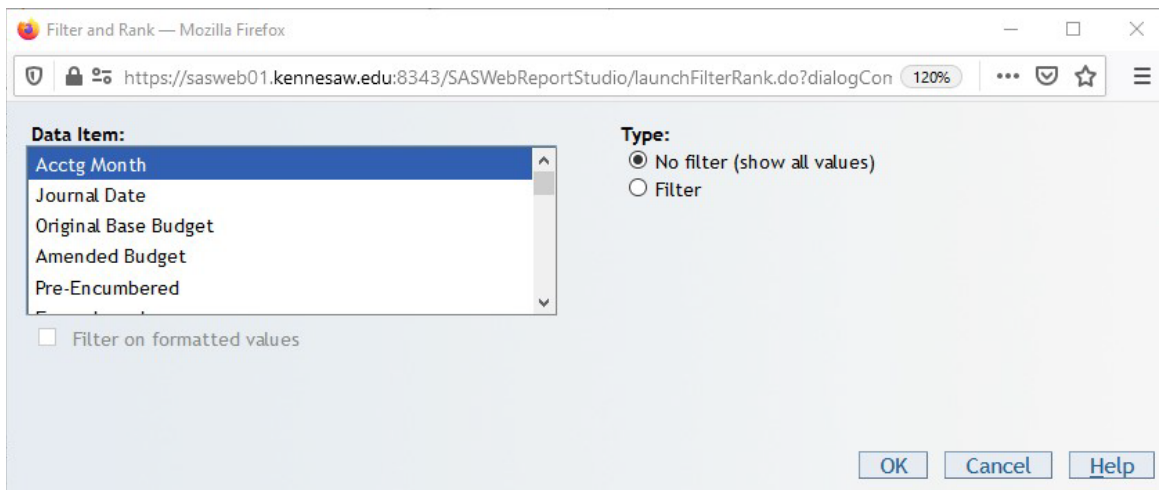 Filter and Rank — Mozilla Firefox
https://sasweb01.kennesaw.edu:8343/SASWebReportStudio/launchFilterRank.do?dialogCon 120%
Data Item:
Acctg Month
Journal Date
Original Base Budget
Amended Budget
Pre-Encumbered
Filter on formatted values
Type:
No filter (show all values)
Filter
OK Cancel Help